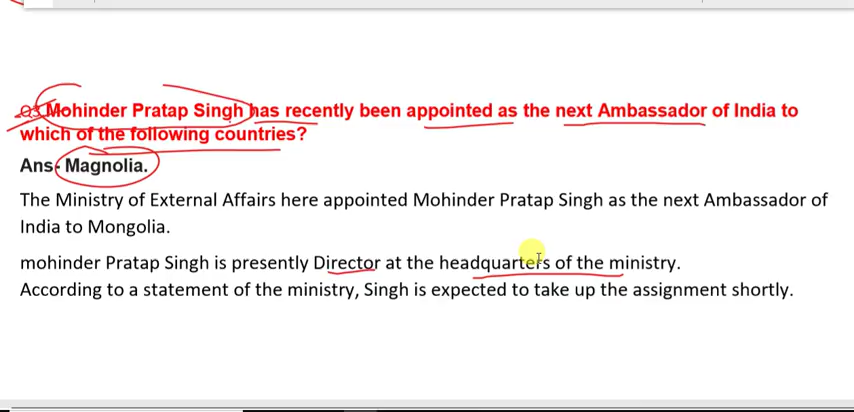 Q3 Mohinder Pratap Singh has recently been appointed as the next Ambassador of India to
which of the following countries?
Ans- Magnolia.
The Ministry of External Affairs here appointed Mohinder Pratap Singh as the next Ambassador of
India to Mongolia.
mohinder Pratap Singh is presently Director at the headquarters of the ministry.
According to a statement of the ministry, Singh is expected to take up the assignment shortly.